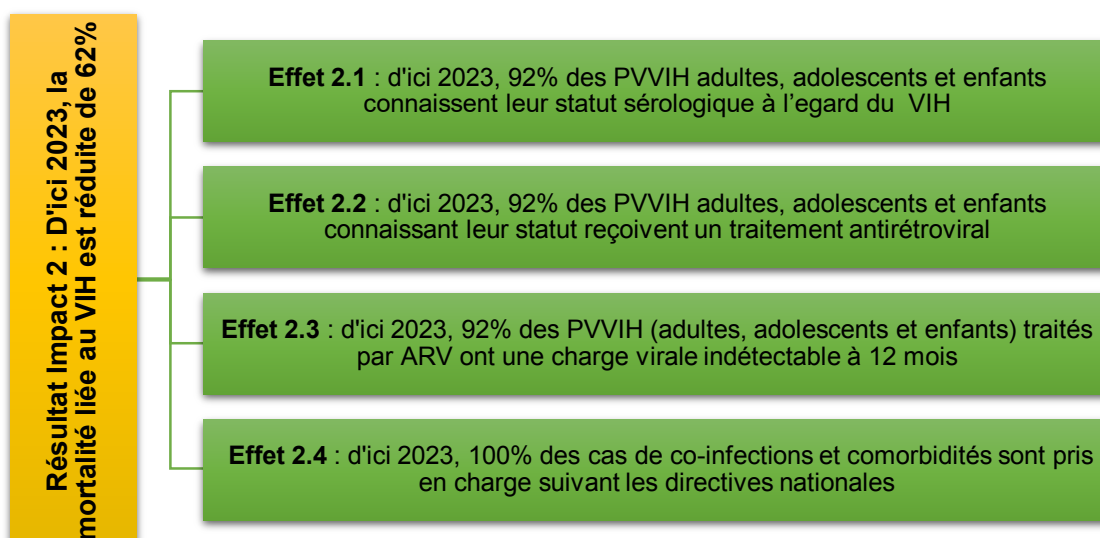 Résultat Impact 2 : D'ici 2023, la
mortalité liée au VIH est réduite de 62%
Effet 2.1 : d'ici 2023, 92% des PVVIH adultes, adolescents et enfants
connaissent leur statut sérologique à l’egard du VIH
Effet 2.2 : d'ici 2023, 92% des PVVIH adultes, adolescents et enfants
connaissant leur statut reçoivent un traitement antirétroviral
Effet 2.3 : d'ici 2023, 92% des PVVIH (adultes, adolescents et enfants) traités
par ARV ont une charge virale indétectable à 12 mois
Effet 2.4 : d'ici 2023, 100% des cas de co-infections et comorbidités sont pris
en charge suivant les directives nationales